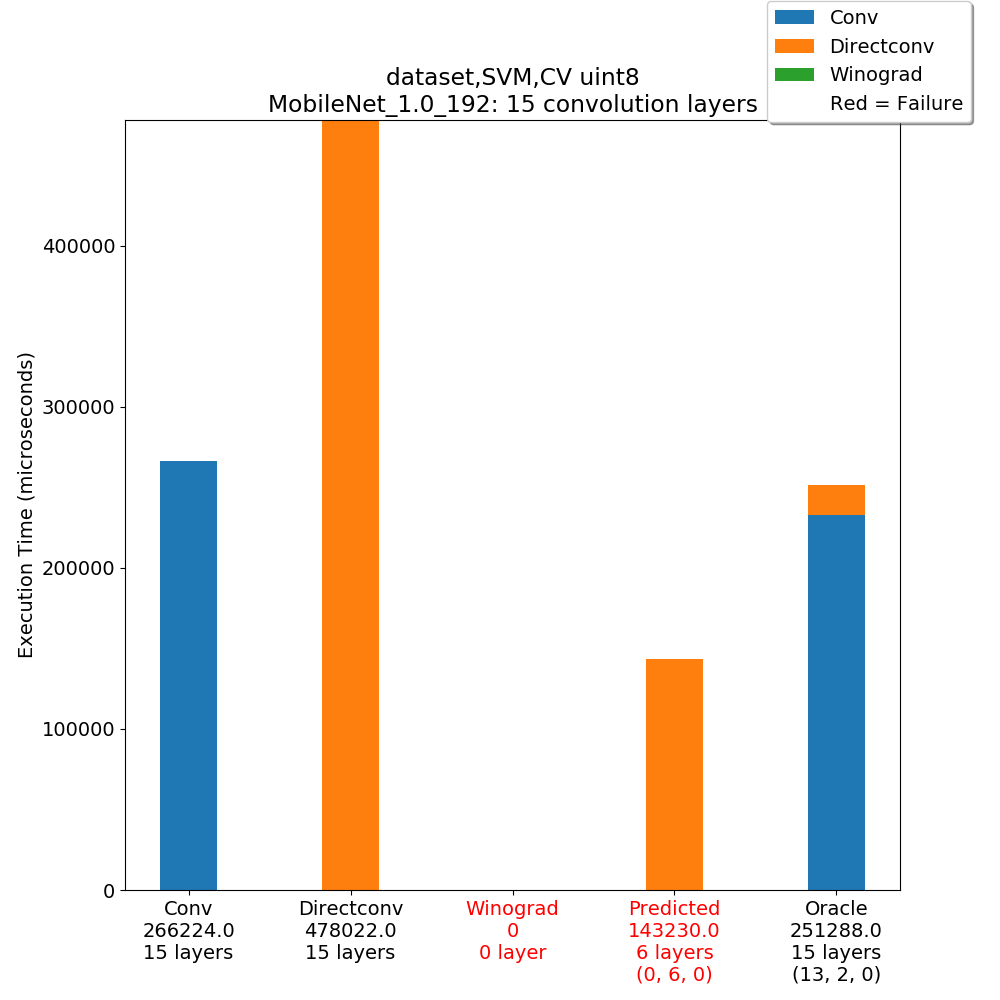 Conv
Directconv
Winograd
Red = Failure
dataset,SVM,CV uint8
MobileNet_1.0_192: 15 convolution layers
Execution Time (microseconds)
400000
300000
200000
100000
0
Conv
266224.0
15 layers
Directconv
478022.0
15 layers
Winograd
0
0 layer
Predicted
143230.0
6 layers
(0, 6, 0)
Oracle
251288.0
15 layers
(13, 2, 0)